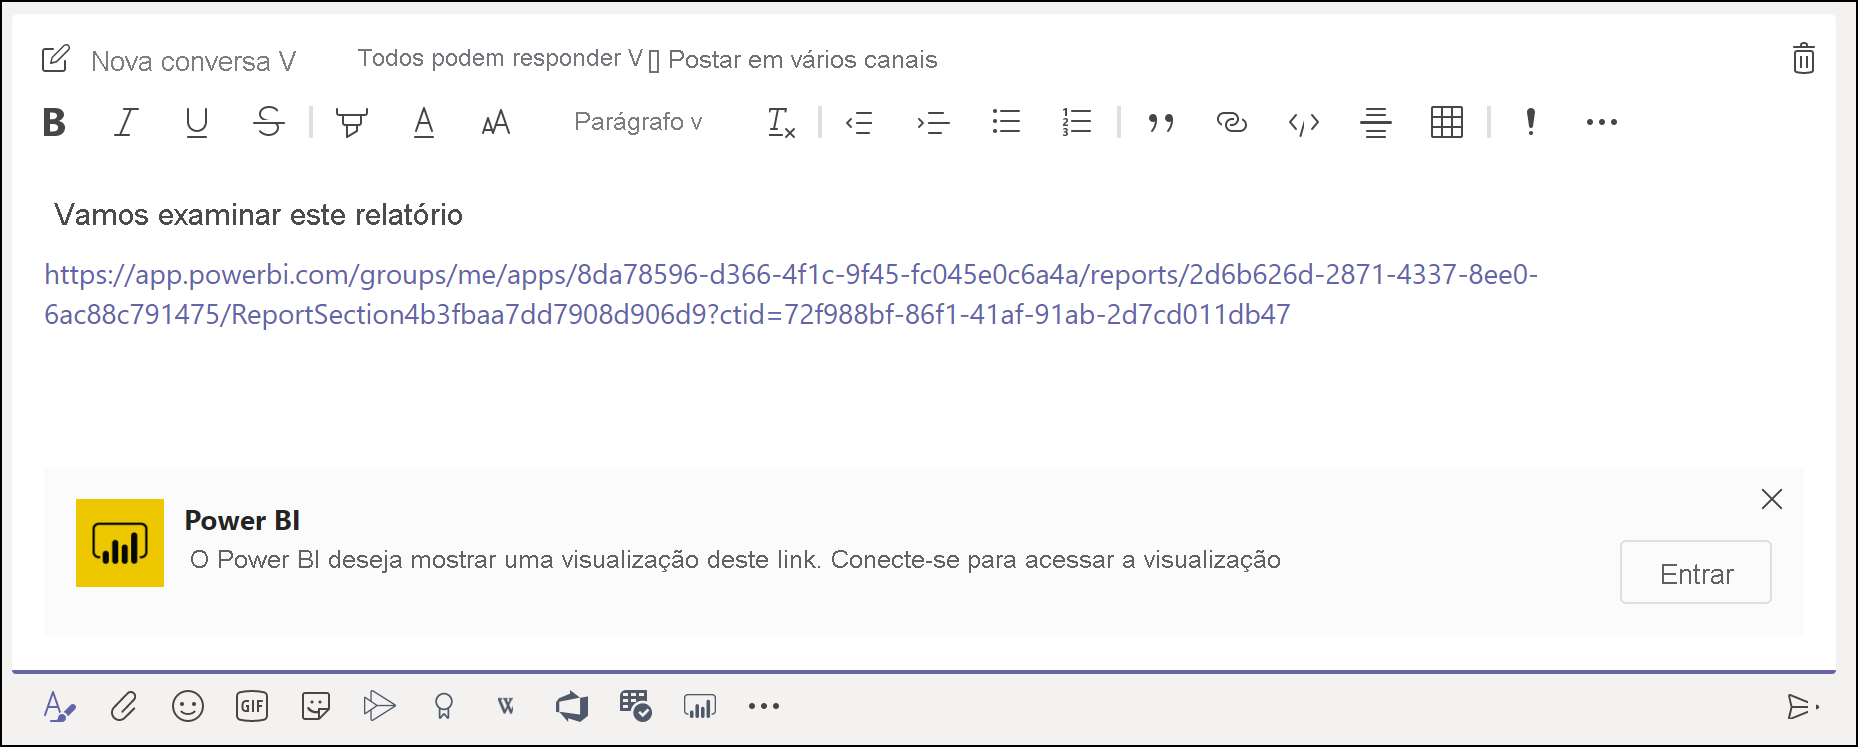 Nova conversa V Todos podem responder V [] Postar em vários canais
B I U S A AA Parágrafo v Tx
Vamos examinar este relatório
https://app.powerbi.com/groups/me/apps/8da78596-d366-4f1c-9f45-fc045e0c6a4a/reports/2d6b626d-2871-4337-8ee0-
6ac88c791475/ReportSection4b3fbaa7dd7908d906d9?ctid=72f988bf-86f1-41af-91ab-2d7cd011db47
Power BI
O Power BI deseja mostrar uma visualização deste link. Conecte-se para acessar a visualização
Entrar
GIF